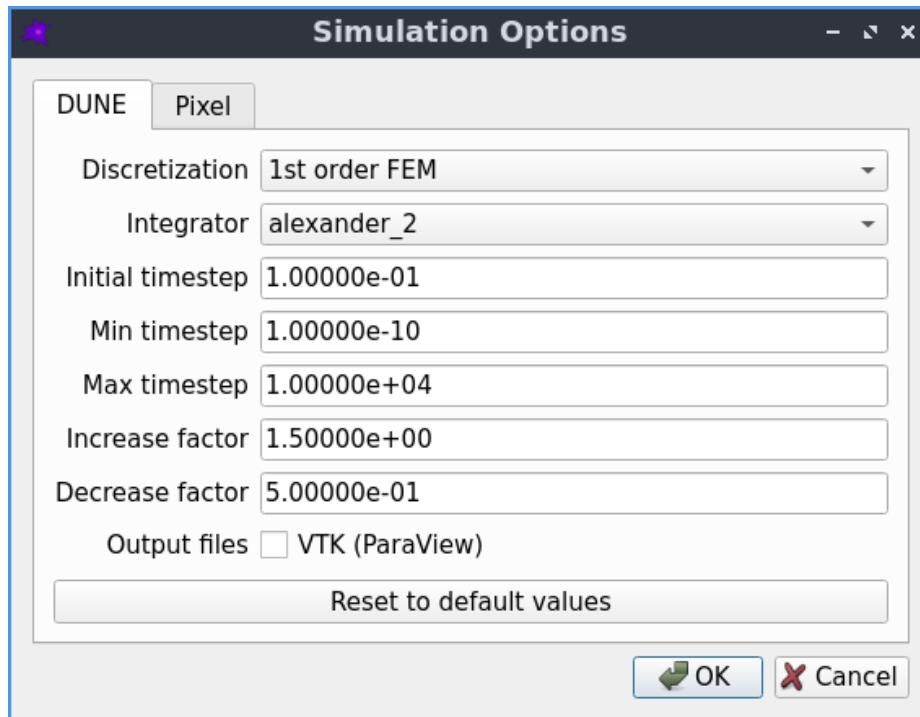 Simulation Options
DUNE Pixel
Discretization 1st order FEM
Integrator alexander_2
Initial timestep 1.00000e-01
Min timestep 1.00000e-10
Max timestep 1.00000e+04
Increase factor 1.50000e+00
Decrease factor 5.00000e-01
Output files VTK (ParaView)
Reset to default values
OK Cancel